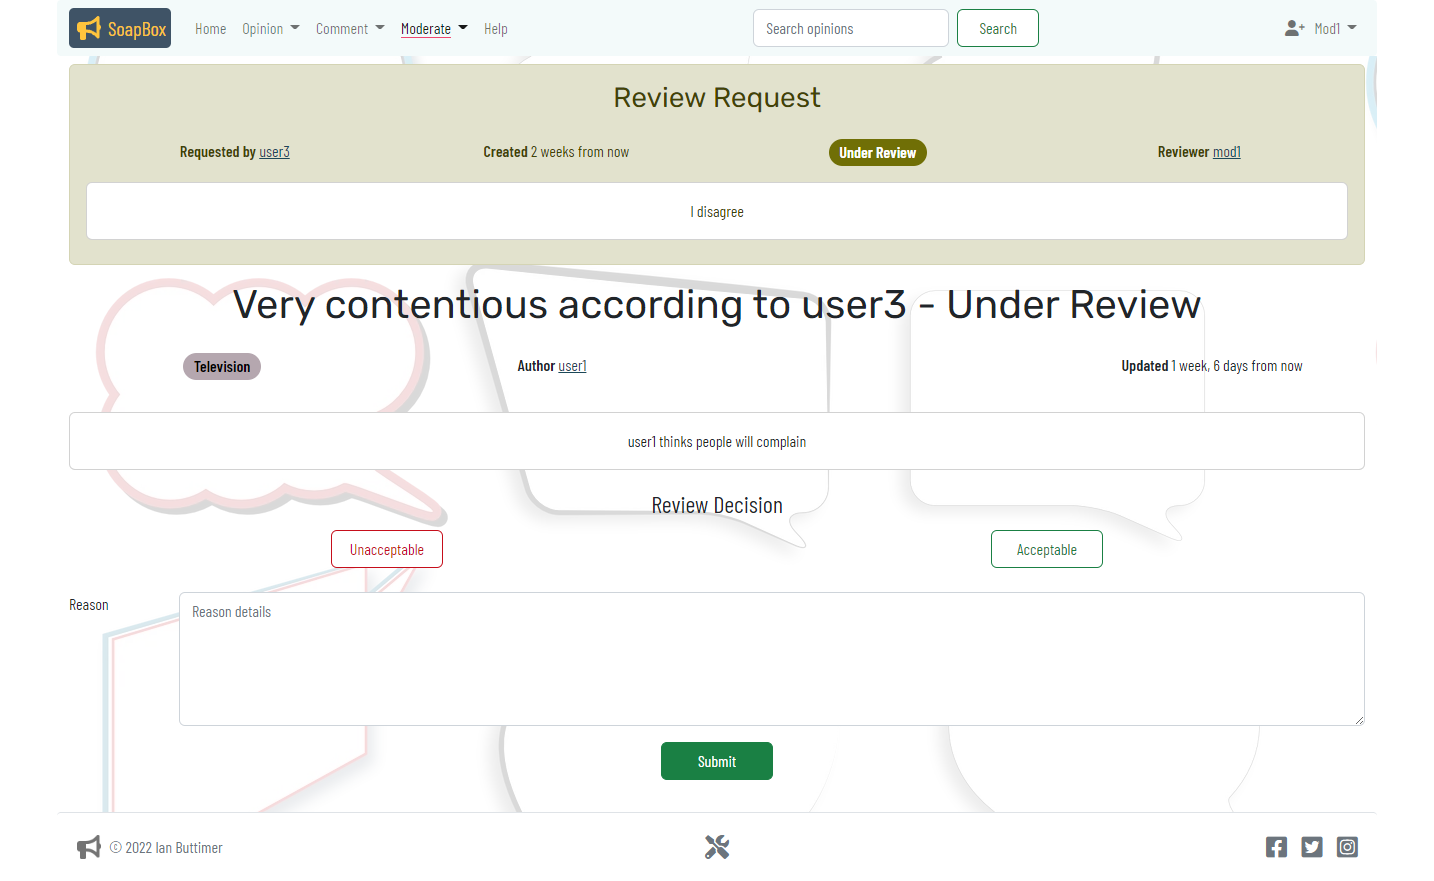 SoapBox Home Opinion Comment Moderate Help Search opinions Search Mod1
Review Request
Requested by user3 Created 2 weeks from now Under Review Reviewer mod1
I disagree
Very contentious according to user3 - Under Review
Television Author user1 Updated 1 week, 6 days from now
user1 thinks people will complain
Review Decision
Unacceptable Acceptable
Reason Reason details
Submit
© 2022 Ian Buttimer